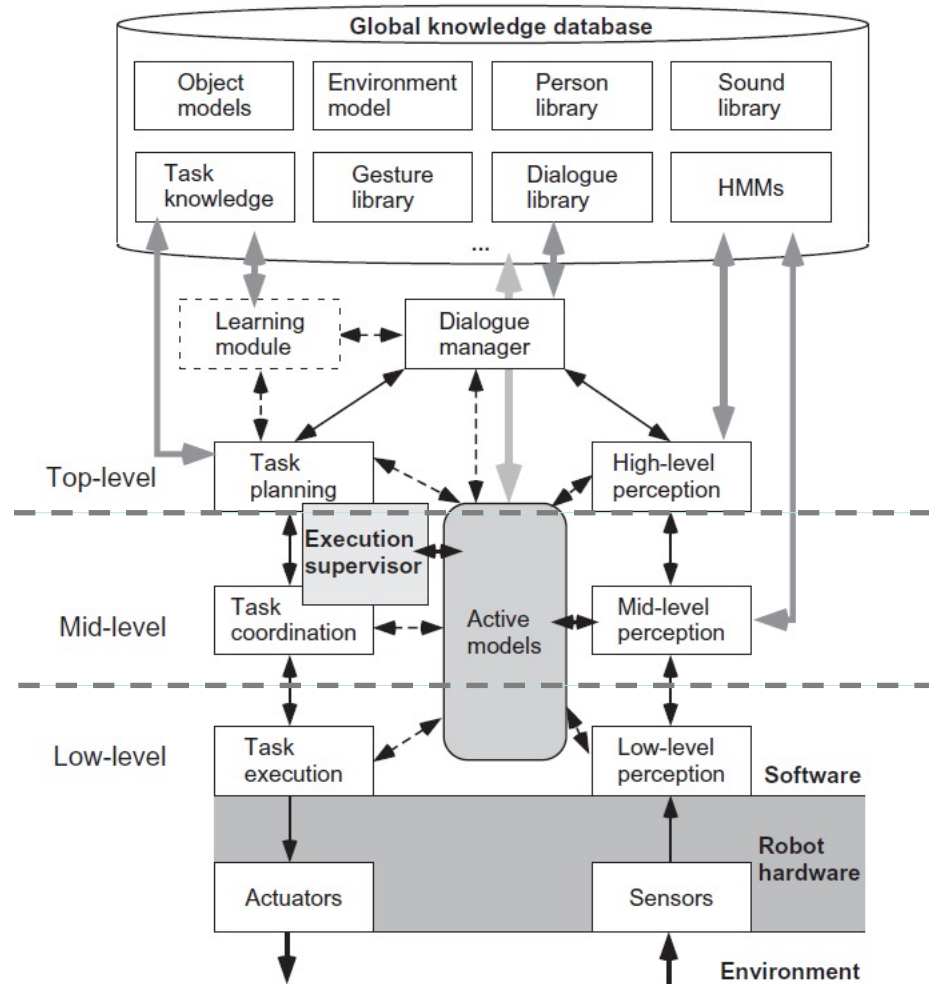 Global knowledge database
Object
models
Environment
model
Person
library
Sound
library
Task
knowledge
Gesture
library
Dialogue
library
HMMs
...
Learning
module
Dialogue
manager
Top-level
Task
planning
High-level
perception
Execution
supervisor
Mid-level
Task
coordination
Active
models
Mid-level
perception
Low-level
Task
execution
Low-level
perception
Software
Robot
hardware
Actuators
Sensors
Environment